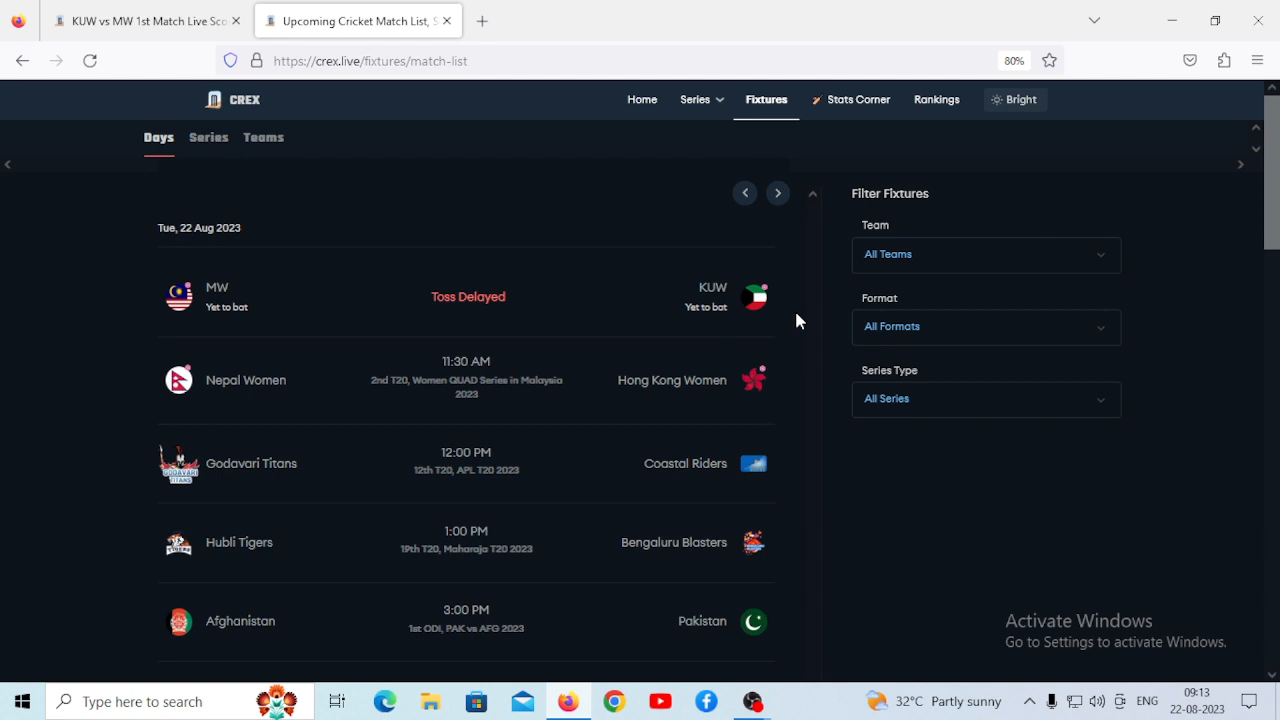 KUW vs MW 1st Match Live Sco
Upcoming Cricket Match List, S
https://crex.live/fixtures/match-list
80%
CREX
Home
Series
Fixtures
Stats Corner
Rankings
Bright
Days
Series
Teams
Tue, 22 Aug 2023
MW
Yet to bat
Toss Delayed
KUW
Yet to bat
Nepal Women
11:30 AM
2nd T20, Women QUAD Series in Malaysia
2023
Hong Kong Women
Godavari Titans
12:00 PM
12th T20, APL T20 2023
Coastal Riders
Hubli Tigers
1:00 PM
19th T20, Maharaja T20 2023
Bengaluru Blasters
Afghanistan
3:00 PM
1st ODI, PAK vs AFG 2023
Pakistan
Filter Fixtures
Team
All Teams
Format
All Formats
Series Type
All Series
Activate Windows
Go to Settings to activate Windows.
Type here to search
32°C Partly sunny
ENG
09:13
22-08-2023